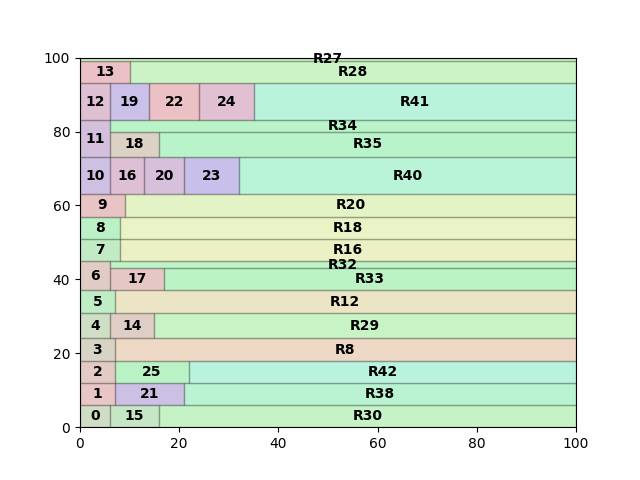 R27
100
13 R28
12 19 22 24 R41
R34
80
11 18 R35
10 16 20 23 R40
9 R20
60
8 R18
7 R16
R32
6 17 R33
40
5 R12
4 14 R29
3 R8
20
2 25 R42
1 21 R38
0 15 R30
0
0 20 40 60 80 100